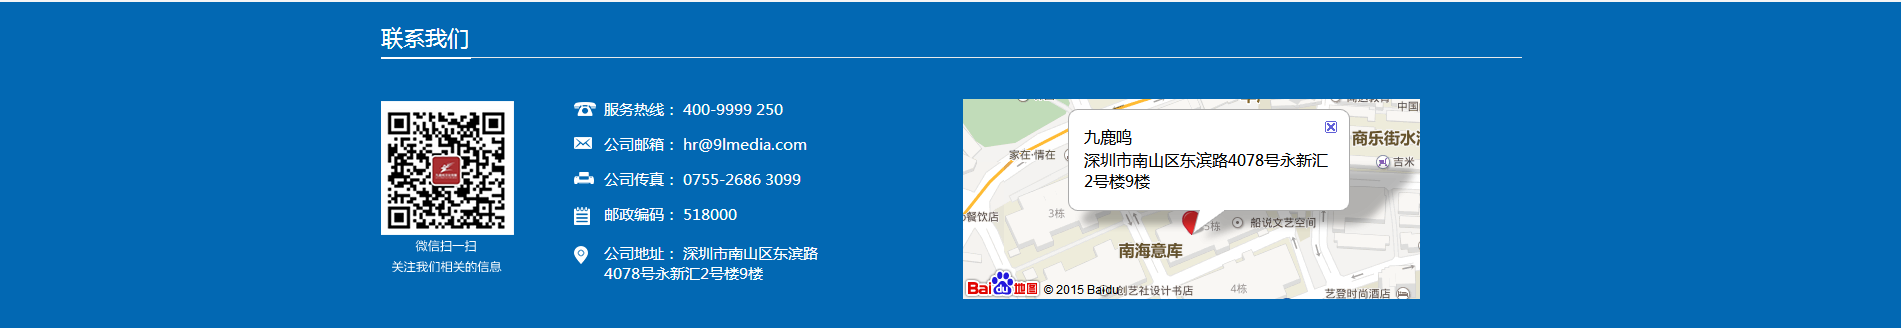 联系我们
微信扫一扫
关注我们相关的信息
服务热线： 400-9999 250
公司邮箱： hr@9lmedia.com
公司传真： 0755-2686 3099
邮政编码： 518000
公司地址： 深圳市南山区东滨路
4078号永新汇2号楼9楼
中国
九鹿鸣
深圳市南山区东滨路4078号永新汇
2号楼9楼
商乐街水
家在·情在
吉米
餐饮店
3栋
5栋
船说文艺空间
南海意库
Baidu地图 © 2015 Baidu
创艺社设计书店
4栋
艺登时尚酒店